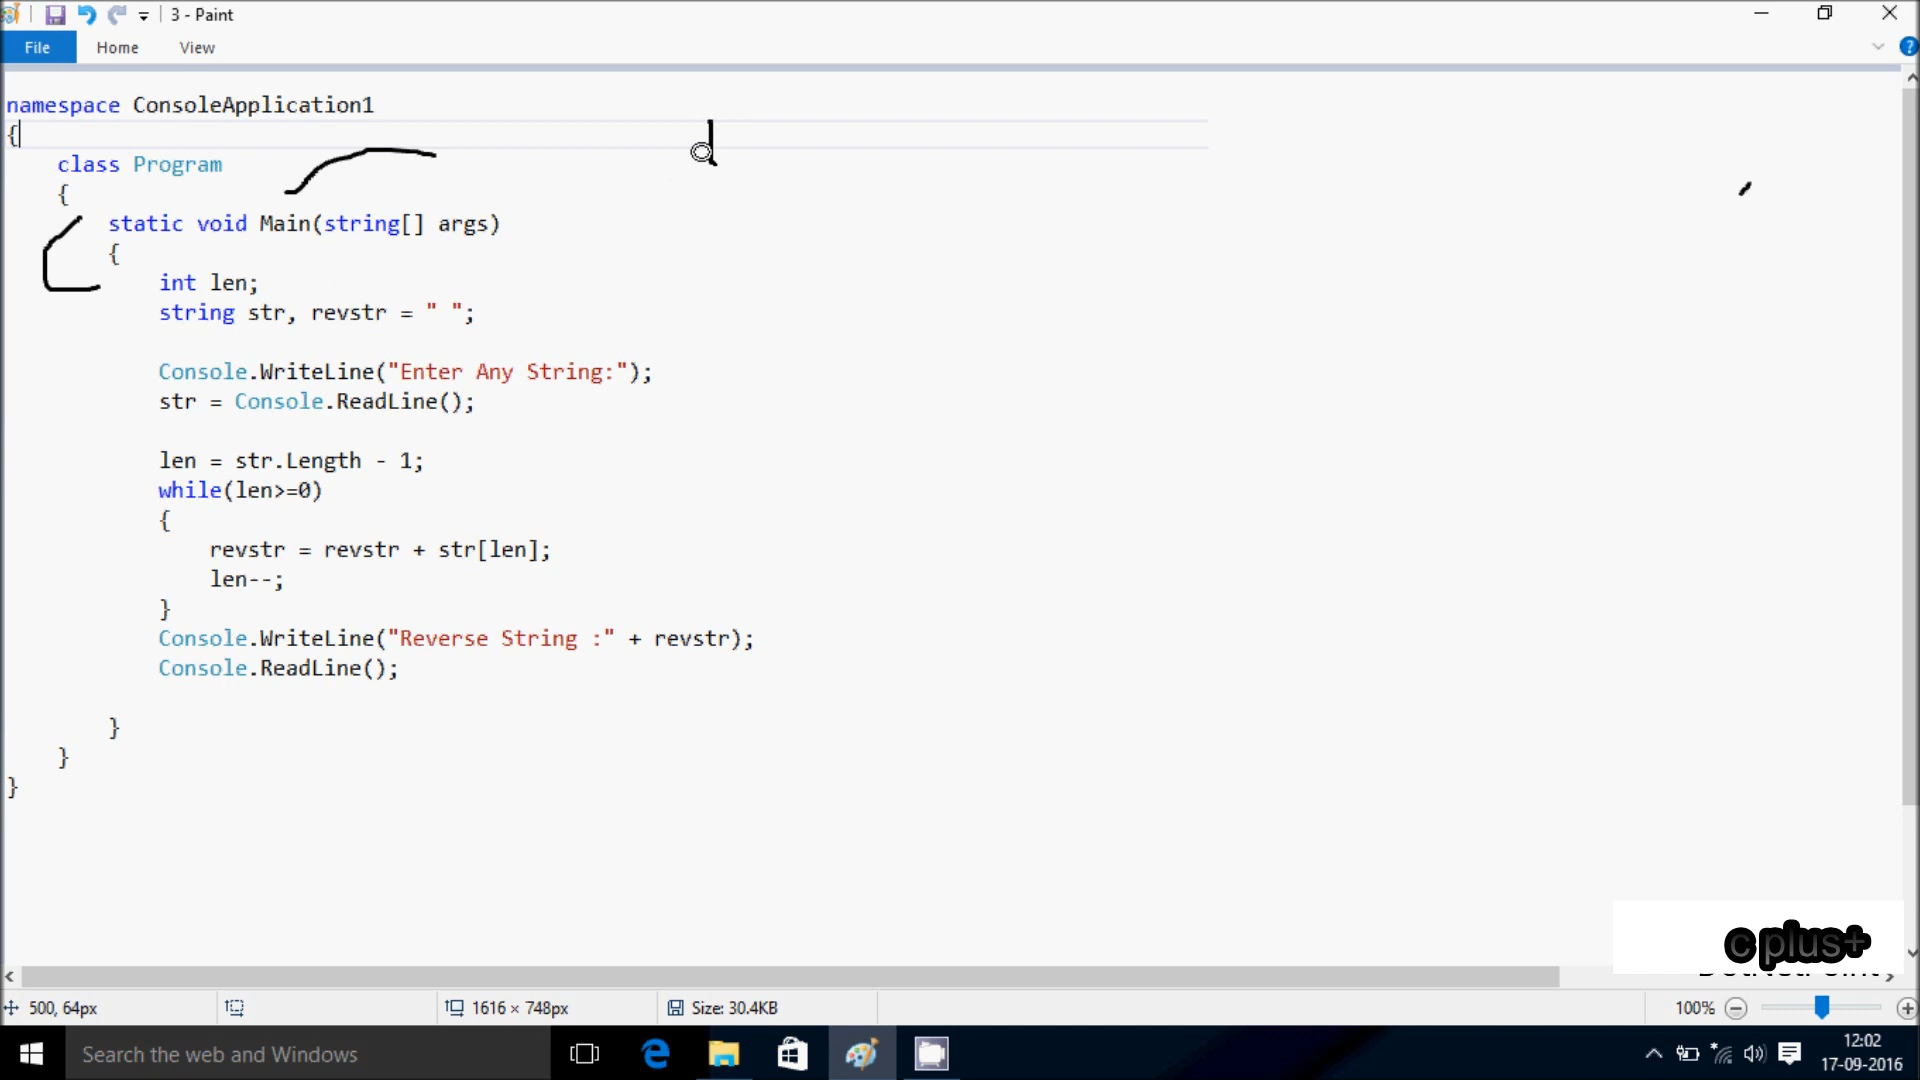 3 - Paint
File Home View
namespace ConsoleApplication1
{
class Program
{
static void Main(string[] args)
{
int len;
string str, revstr = " ";
Console.WriteLine("Enter Any String:");
str = Console.ReadLine();
len = str.Length - 1;
while(len>=0)
{
revstr = revstr + str[len];
len--;
}
Console.WriteLine("Reverse String :" + revstr);
Console.ReadLine();
}
}
}
c plus+
500, 64px 1616 × 748px Size: 30.4KB 100%
Search the web and Windows
12:02
17-09-2016